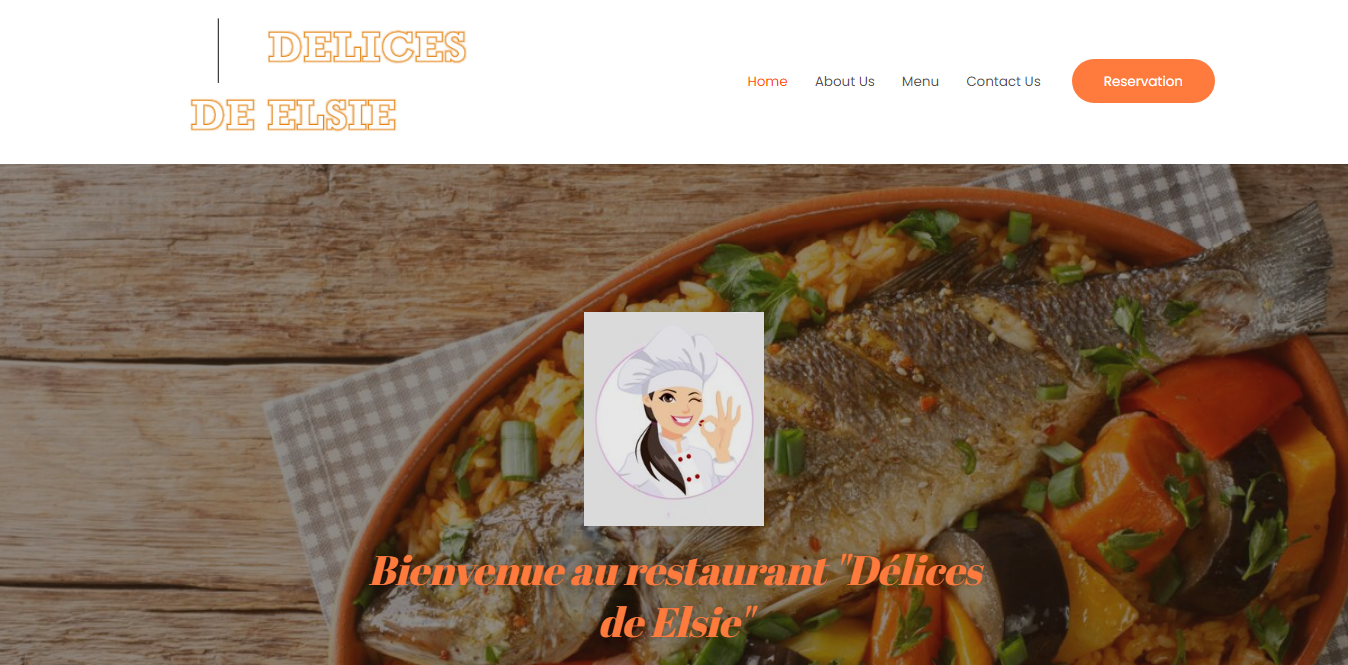 DELICES
DE ELSIE
Home About Us Menu Contact Us Reservation
Bienvenue au restaurant "Délices
de Elsie"